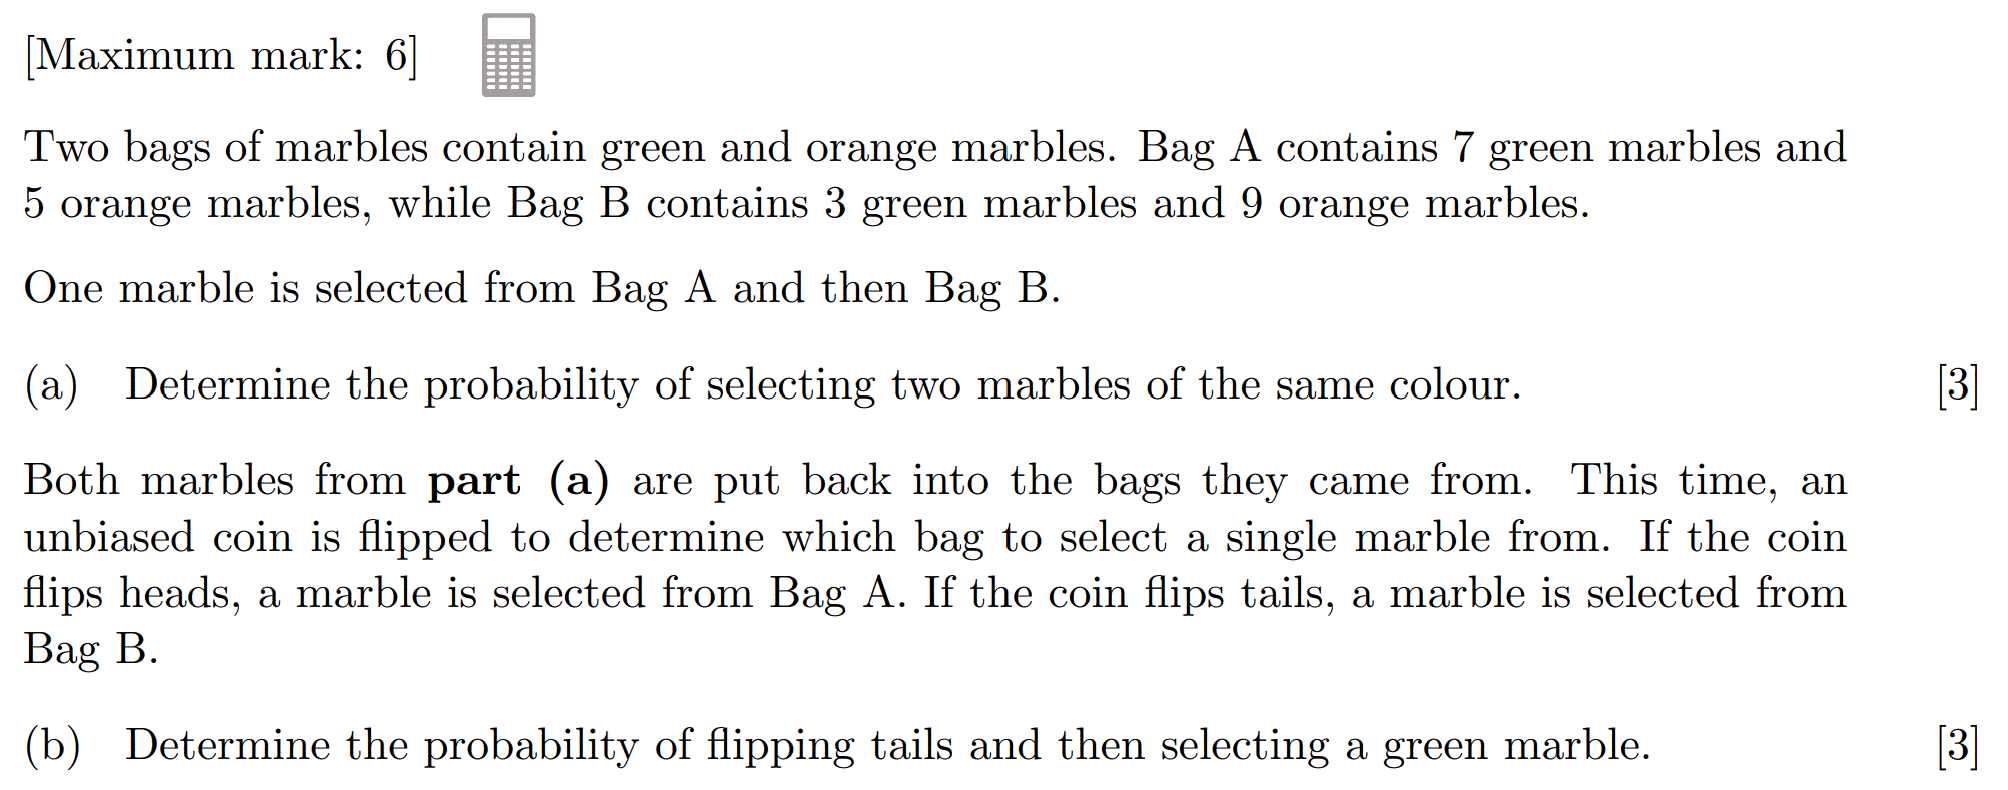 [Maximum mark: 6]
Two bags of marbles contain green and orange marbles. Bag A contains 7 green marbles and
5 orange marbles, while Bag B contains 3 green marbles and 9 orange marbles.
One marble is selected from Bag A and then Bag B.
(a) Determine the probability of selecting two marbles of the same colour. [3]
Both marbles from part (a) are put back into the bags they came from. This time, an
unbiased coin is flipped to determine which bag to select a single marble from. If the coin
flips heads, a marble is selected from Bag A. If the coin flips tails, a marble is selected from
Bag B.
(b) Determine the probability of flipping tails and then selecting a green marble. [3]